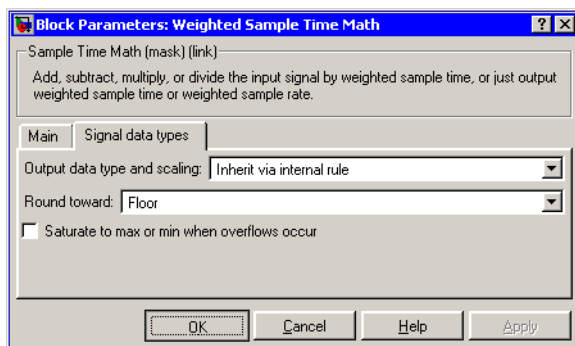 Block Parameters: Weighted Sample Time Math
Sample Time Math (mask) (link)
Add, subtract, multiply, or divide the input signal by weighted sample time, or just output
weighted sample time or weighted sample rate.
Main Signal data types
Output data type and scaling: Inherit via internal rule
Round toward: Floor
Saturate to max or min when overflows occur
OK Cancel Help Apply